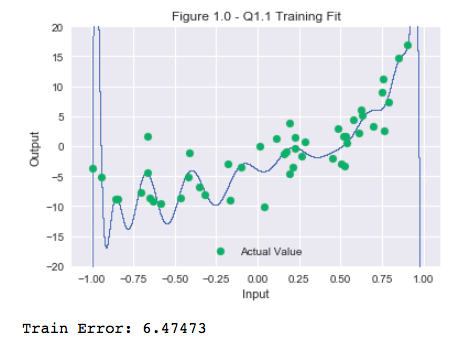 Figure 1.0 - Q1.1 Training Fit
20
15
10
5
0
−5
−10
−15
−20
Output
Actual Value
−1.00 −0.75 −0.50 −0.25 0.00 0.25 0.50 0.75 1.00
Input
Train Error: 6.47473